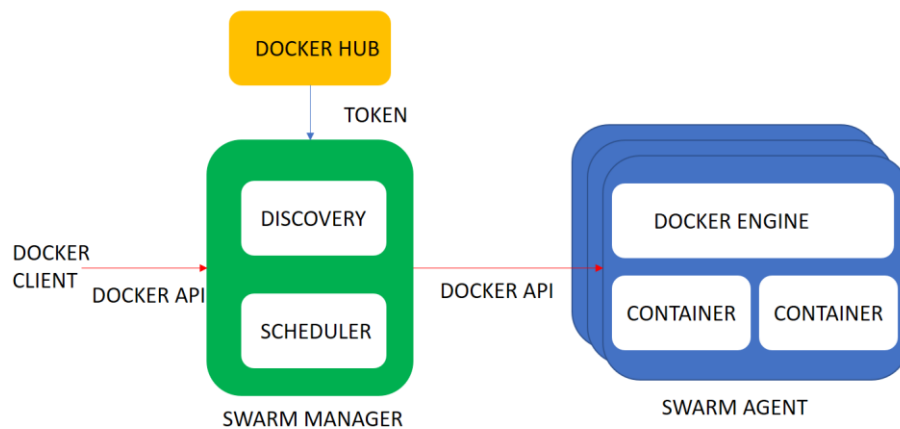 DOCKER HUB
TOKEN
DISCOVERY
DOCKER ENGINE
DOCKER
CLIENT
DOCKER API
DOCKER API
SCHEDULER
CONTAINER
CONTAINER
SWARM MANAGER
SWARM AGENT